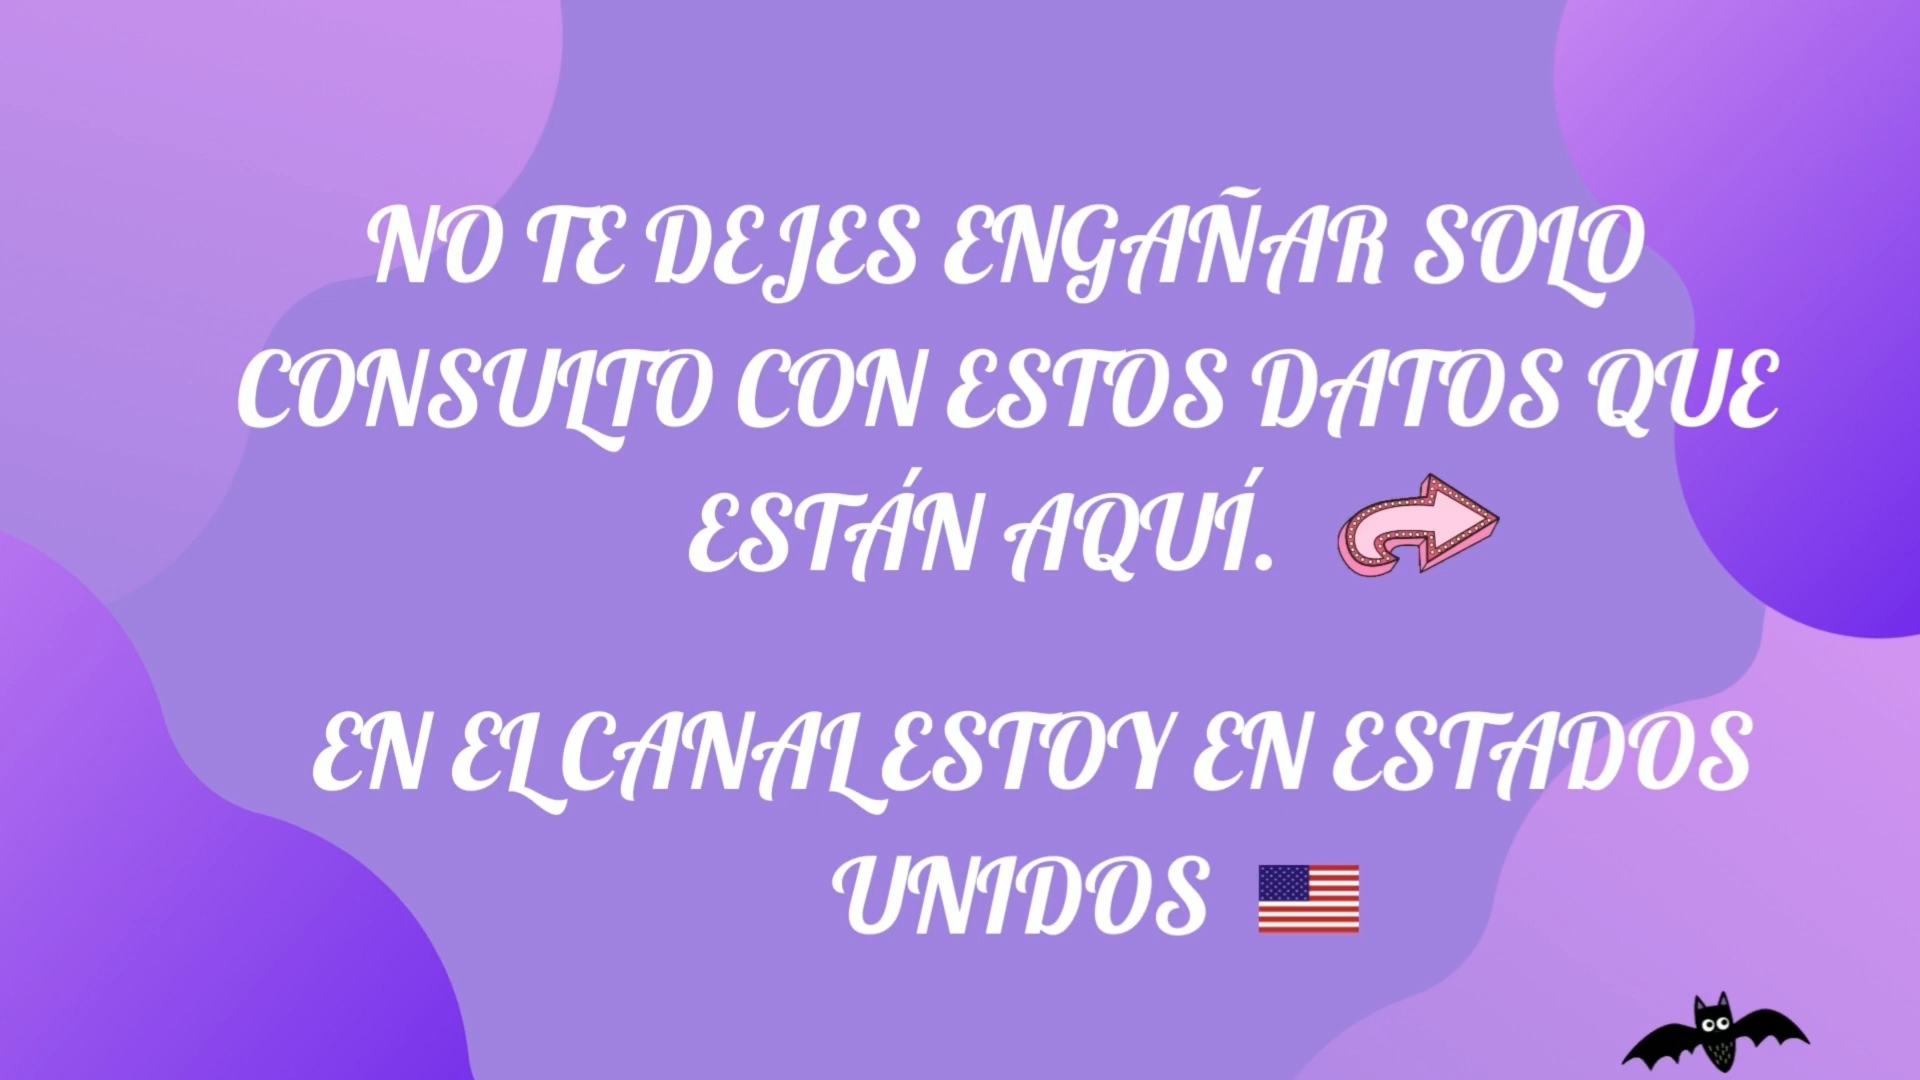 NO TE DEJES ENGAÑAR SOLO
CONSULTO CON ESTOS DATOS QUE
ESTÁN AQUÍ.
EN EL CANAL ESTOY EN ESTADOS
UNIDOS